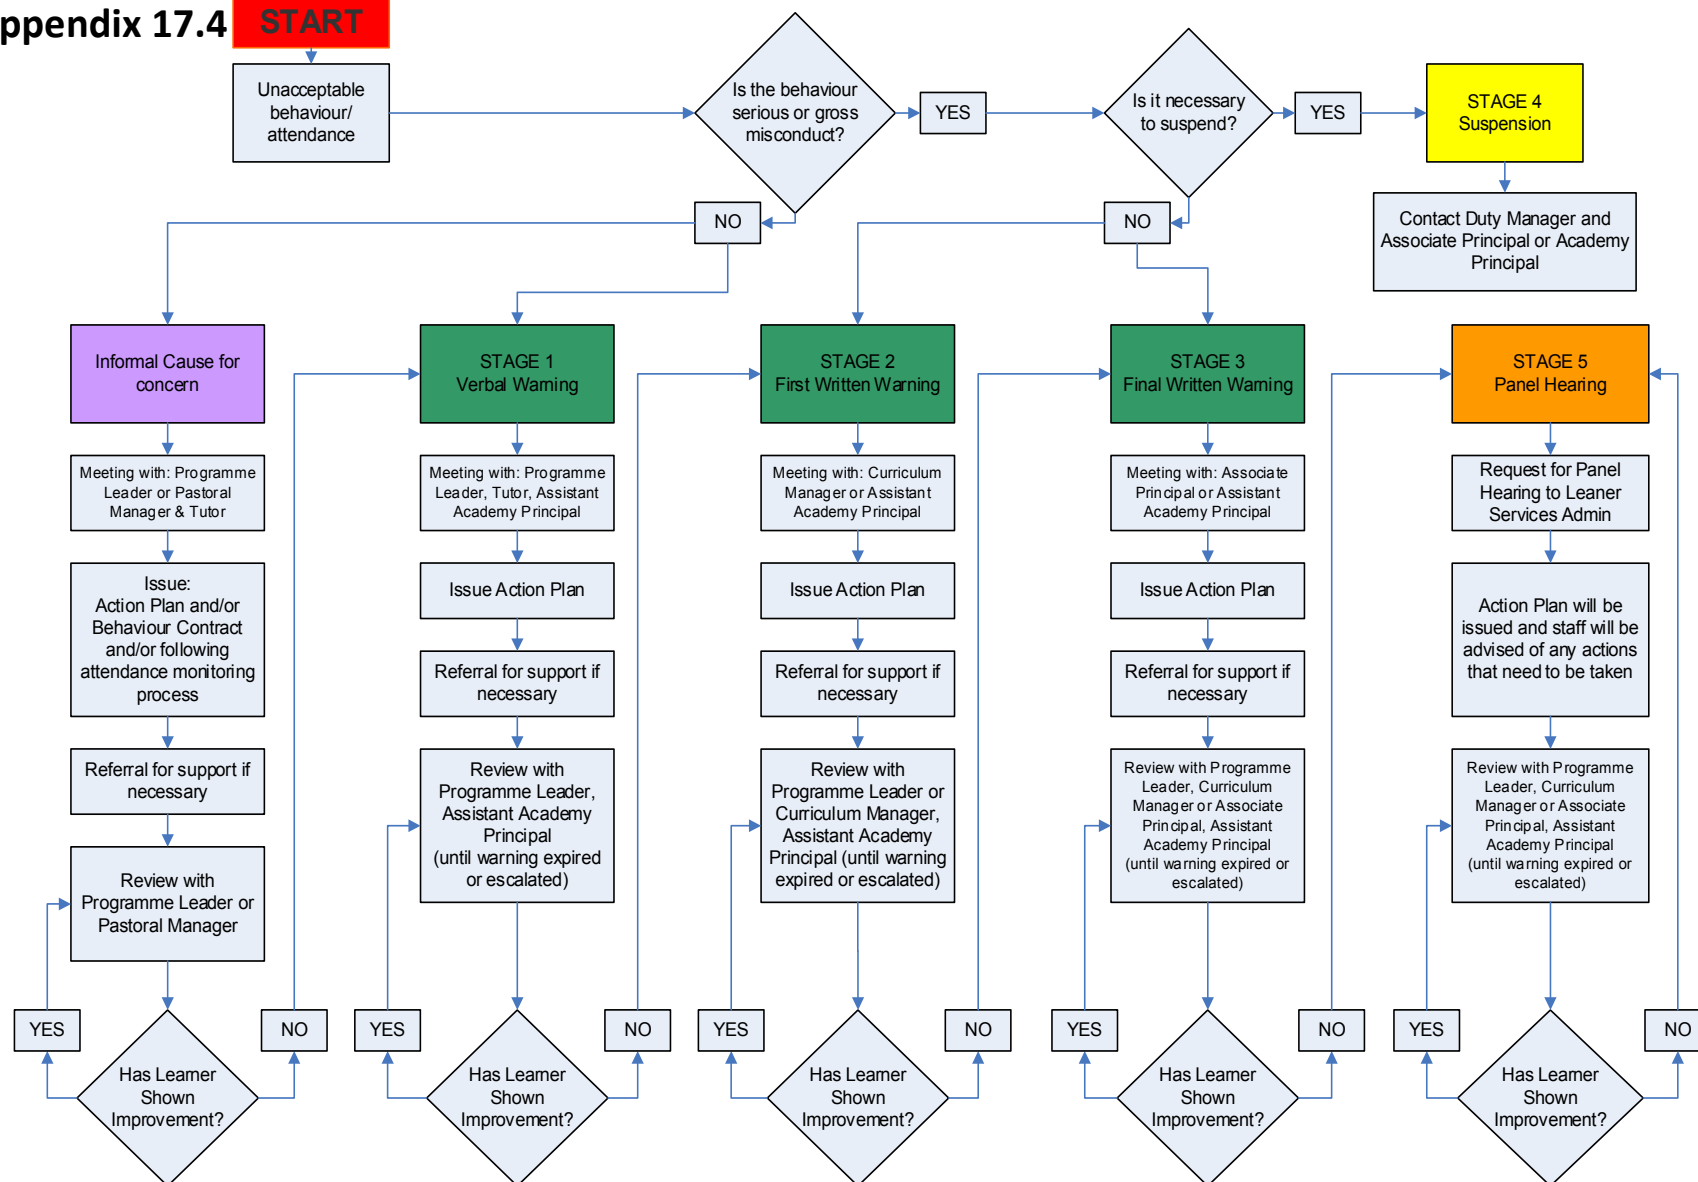 ppendix 17.4
START
Unacceptable
behaviour/
attendance
Is the behaviour
serious or gross
misconduct?
YES
Is it necessary
to suspend?
YES
STAGE 4
Suspension
NO
NO
Contact Duty Manager and
Associate Principal or Academy
Principal
Informal Cause for
concern
Meeting with: Programme
Leader or Pastoral
Manager & Tutor
Issue:
Action Plan and/or
Behaviour Contract
and/or following
attendance monitoring
process
Referral for support if
necessary
Review with
Programme Leader or
Pastoral Manager
YES
NO
Has Learner
Shown
Improvement?
STAGE 1
Verbal Warning
Meeting with: Programme
Leader, Tutor, Assistant
Academy Principal
Issue Action Plan
Referral for support if
necessary
Review with
Programme Leader,
Assistant Academy
Principal
(until warning expired
or escalated)
YES
NO
Has Learner
Shown
Improvement?
STAGE 2
First Written Warning
Meeting with: Curriculum
Manager or Assistant
Academy Principal
Issue Action Plan
Referral for support if
necessary
Review with
Programme Leader or
Curriculum Manager,
Assistant Academy
Principal (until warning
expired or escalated)
YES
NO
Has Learner
Shown
Improvement?
STAGE 3
Final Written Warning
Meeting with: Associate
Principal or Assistant
Academy Principal
Issue Action Plan
Referral for support if
necessary
Review with Programme
Leader, Curriculum
Manager or Associate
Principal, Assistant
Academy Principal
(until warning expired or
escalated)
YES
NO
Has Learner
Shown
Improvement?
STAGE 5
Panel Hearing
Request for Panel
Hearing to Leaner
Services Admin
Action Plan will be
issued and staff will be
advised of any actions
that need to be taken
Review with Programme
Leader, Curriculum
Manager or Associate
Principal, Assistant
Academy Principal
(until warning expired or
escalated)
YES
NO
Has Learner
Shown
Improvement?